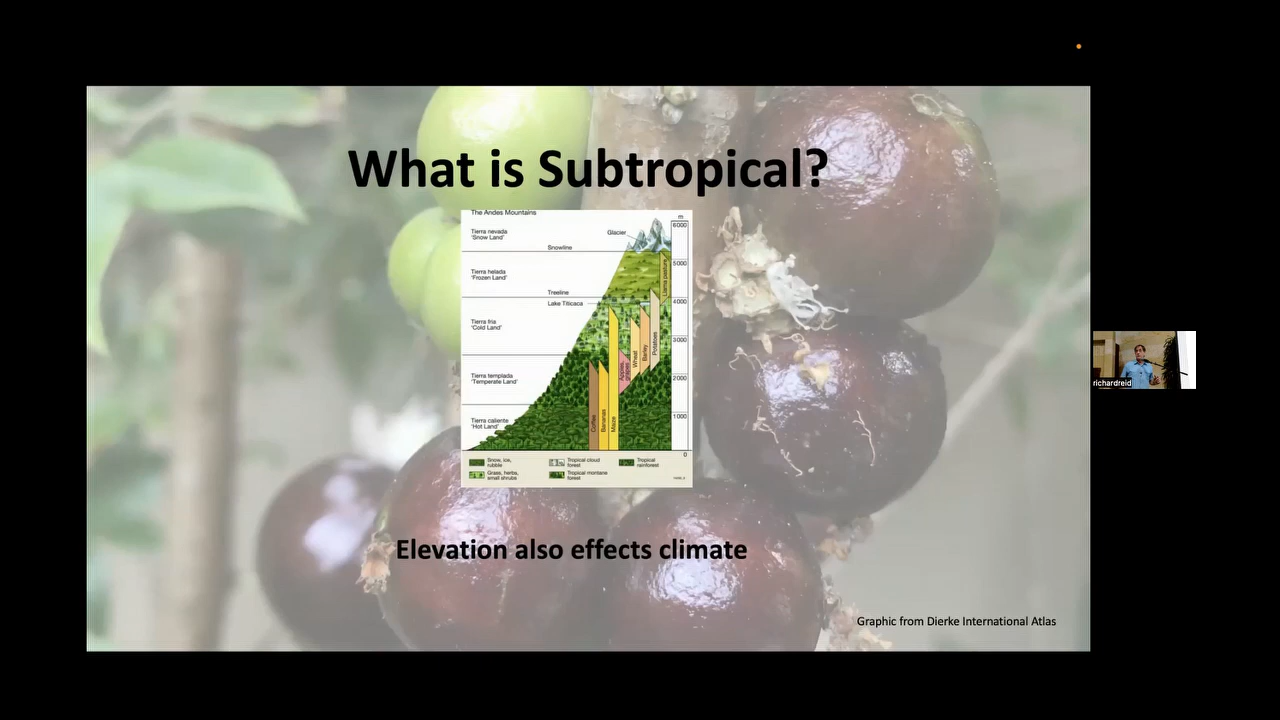 What is Subtropical?
The Andes Mountains
m
6000
Tierra nevada
'Snow Land'
Glacier
Snowline
5000
Tierra helada
'Frozen Land'
Llama pasture
Treeline
4000
Lake Titicaca
Tierra fria
'Cold Land'
3000
Potatoes
Barley
Wheat
Apples, grapes
Tierra templada
'Temperate Land'
2000
Coffee
Bananas
Maize
Tierra caliente
'Hot Land'
1000
0
Snow, ice,
rubble
Tropical cloud
forest
Tropical
rainforest
Grass, herbs,
small shrubs
Tropical montane
forest
Elevation also effects climate
Graphic from Dierke International Atlas
richardreid